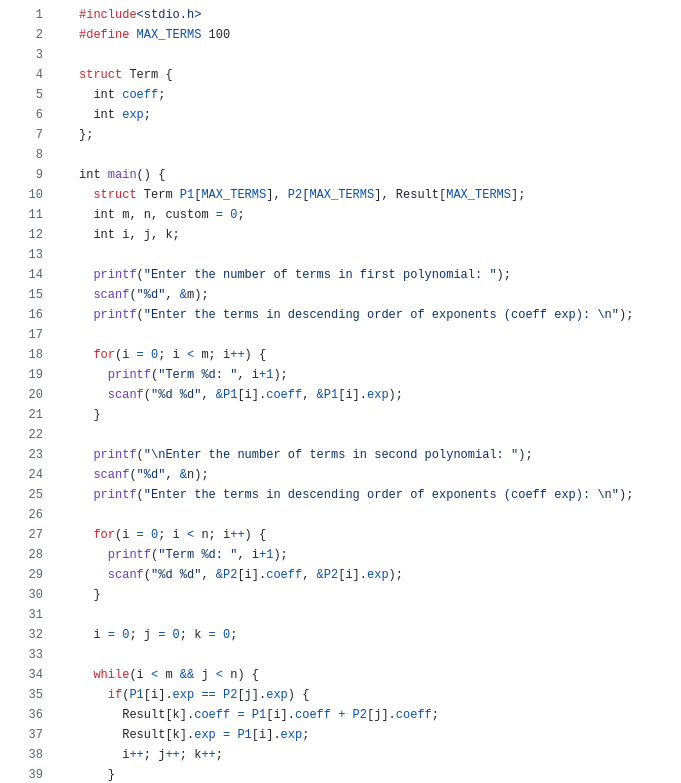 1 #include<stdio.h>
2 #define MAX_TERMS 100
3
4 struct Term {
5   int coeff;
6   int exp;
7 };
8
9 int main() {
10   struct Term P1[MAX_TERMS], P2[MAX_TERMS], Result[MAX_TERMS];
11   int m, n, custom = 0;
12   int i, j, k;
13
14   printf("Enter the number of terms in first polynomial: ");
15   scanf("%d", &m);
16   printf("Enter the terms in descending order of exponents (coeff exp): \n");
17
18   for(i = 0; i < m; i++) {
19     printf("Term %d: ", i+1);
20     scanf("%d %d", &P1[i].coeff, &P1[i].exp);
21   }
22
23   printf("\nEnter the number of terms in second polynomial: ");
24   scanf("%d", &n);
25   printf("Enter the terms in descending order of exponents (coeff exp): \n");
26
27   for(i = 0; i < n; i++) {
28     printf("Term %d: ", i+1);
29     scanf("%d %d", &P2[i].coeff, &P2[i].exp);
30   }
31
32   i = 0; j = 0; k = 0;
33
34   while(i < m && j < n) {
35     if(P1[i].exp == P2[j].exp) {
36       Result[k].coeff = P1[i].coeff + P2[j].coeff;
37       Result[k].exp = P1[i].exp;
38       i++; j++; k++;
39     }